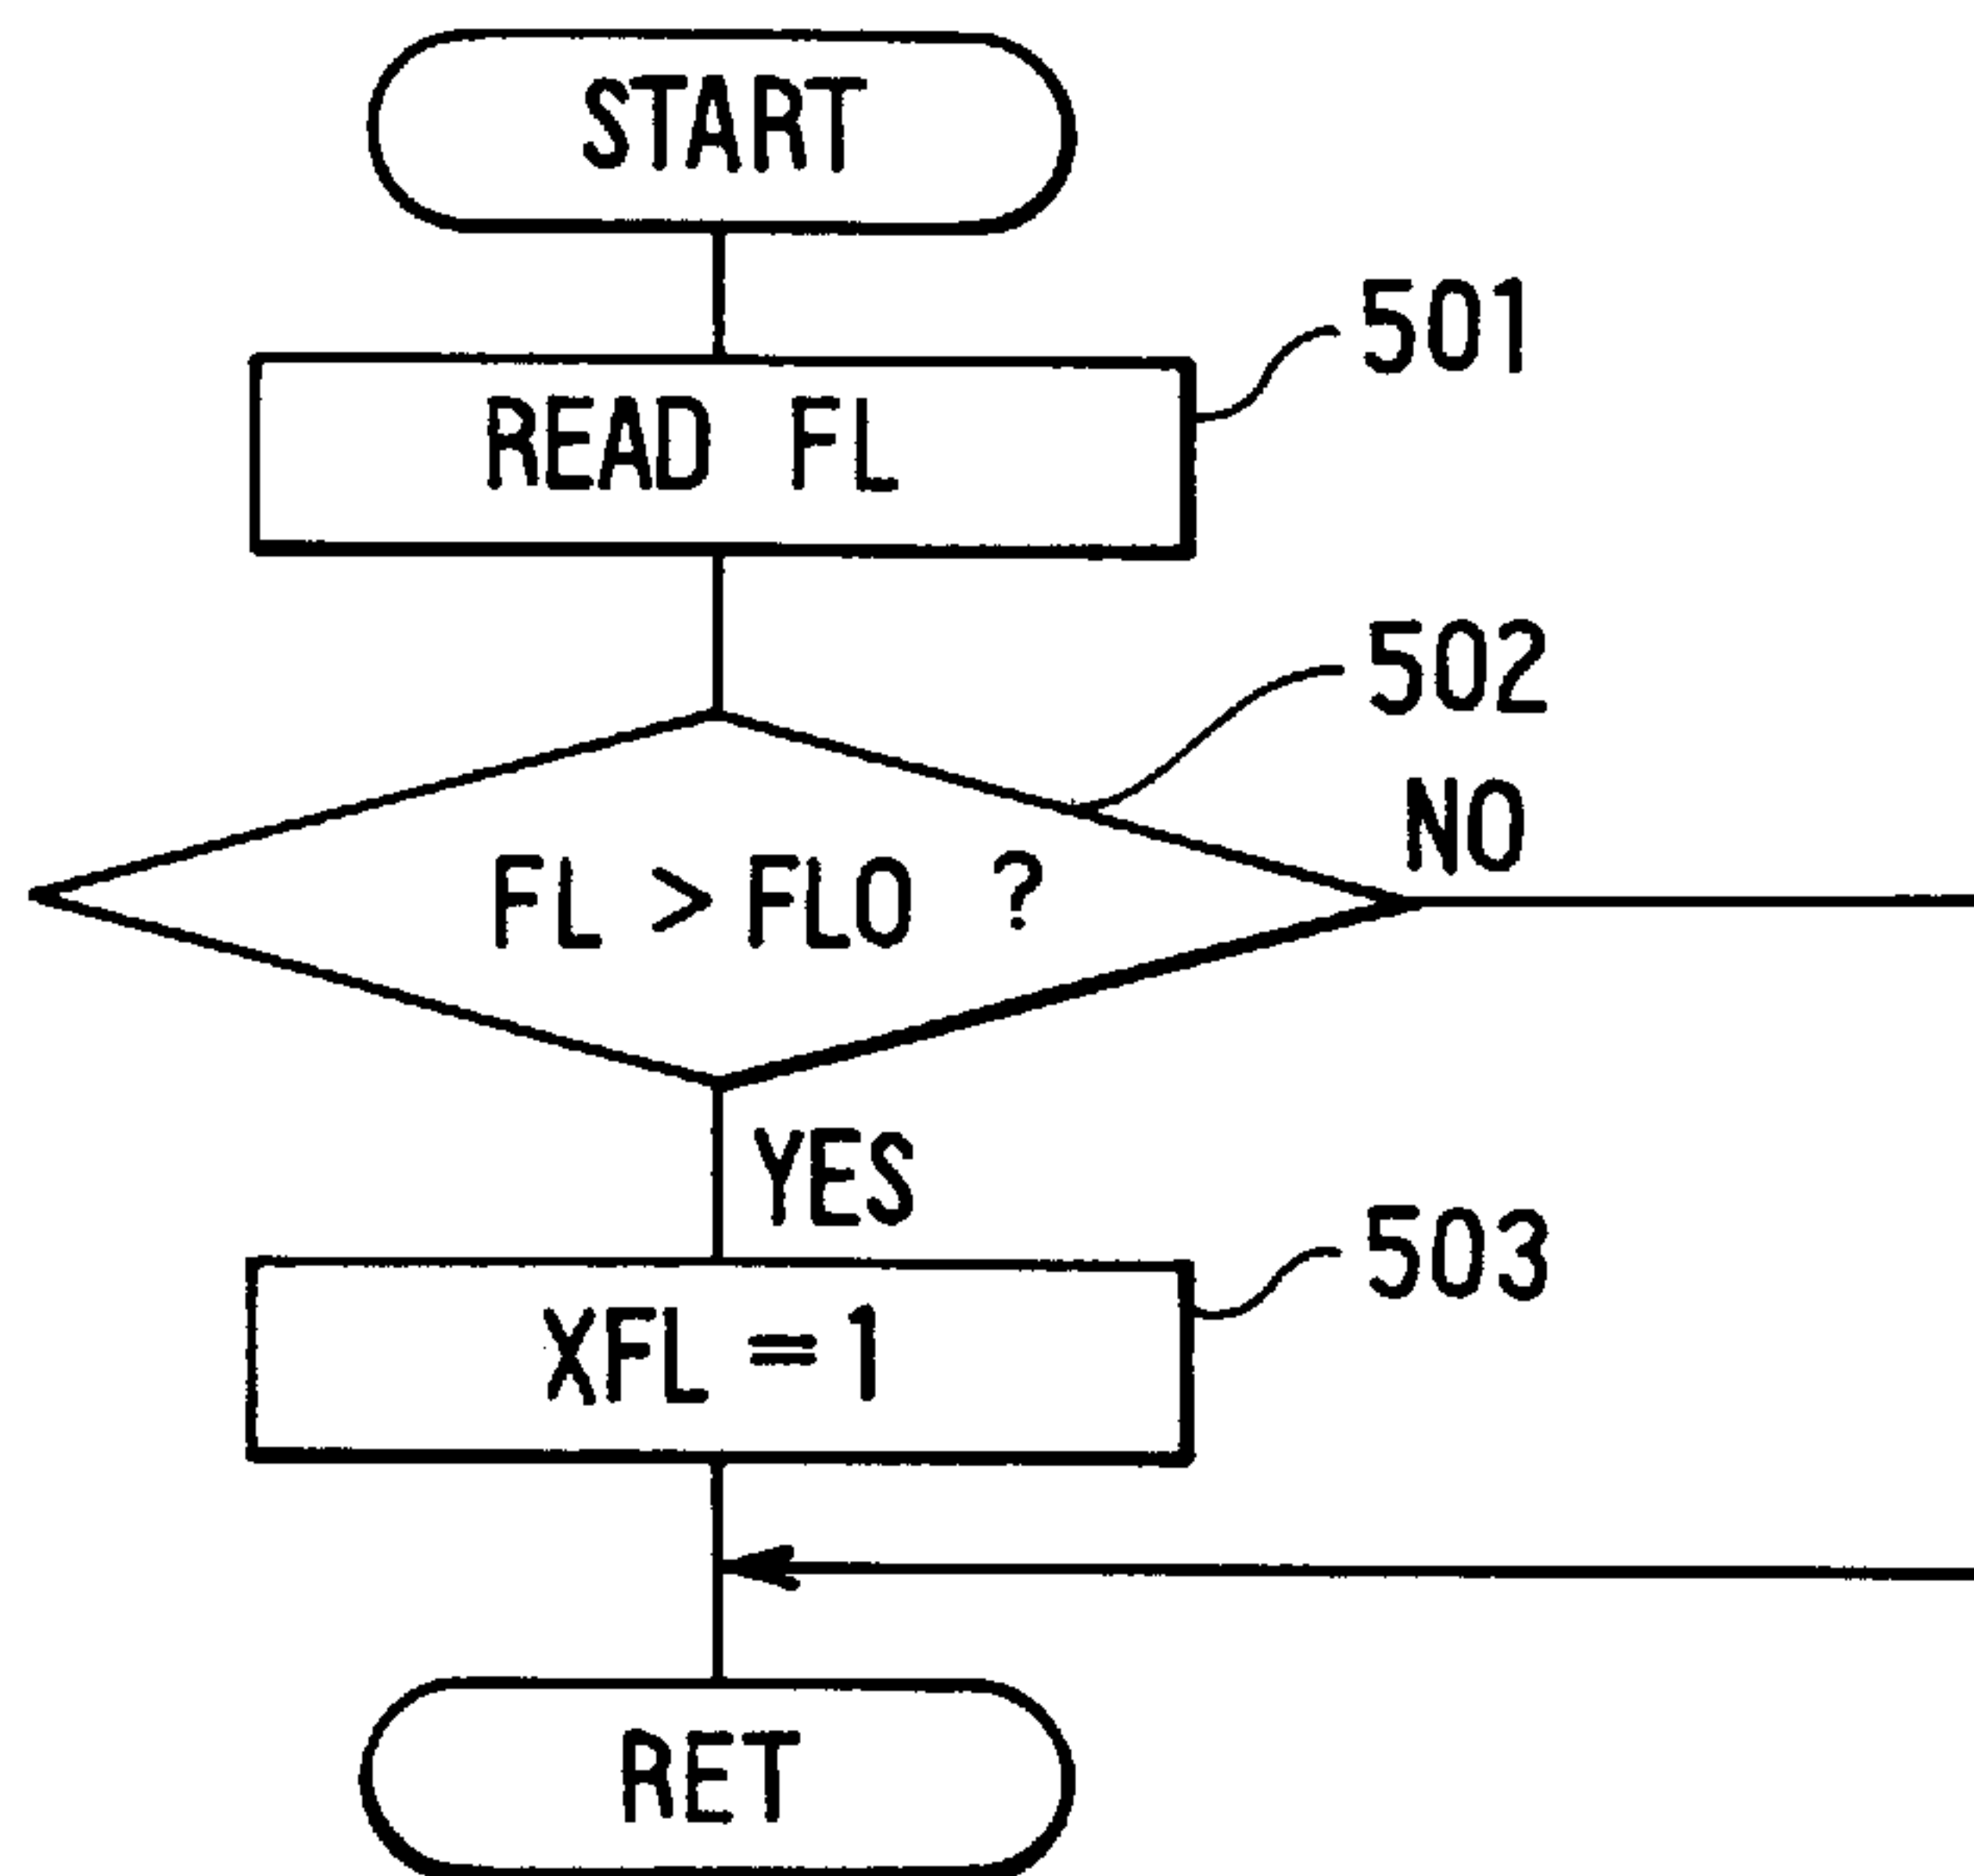 START
501
READ FL
502
NO
FL > FLO ?
YES
503
XFL = 1
RET